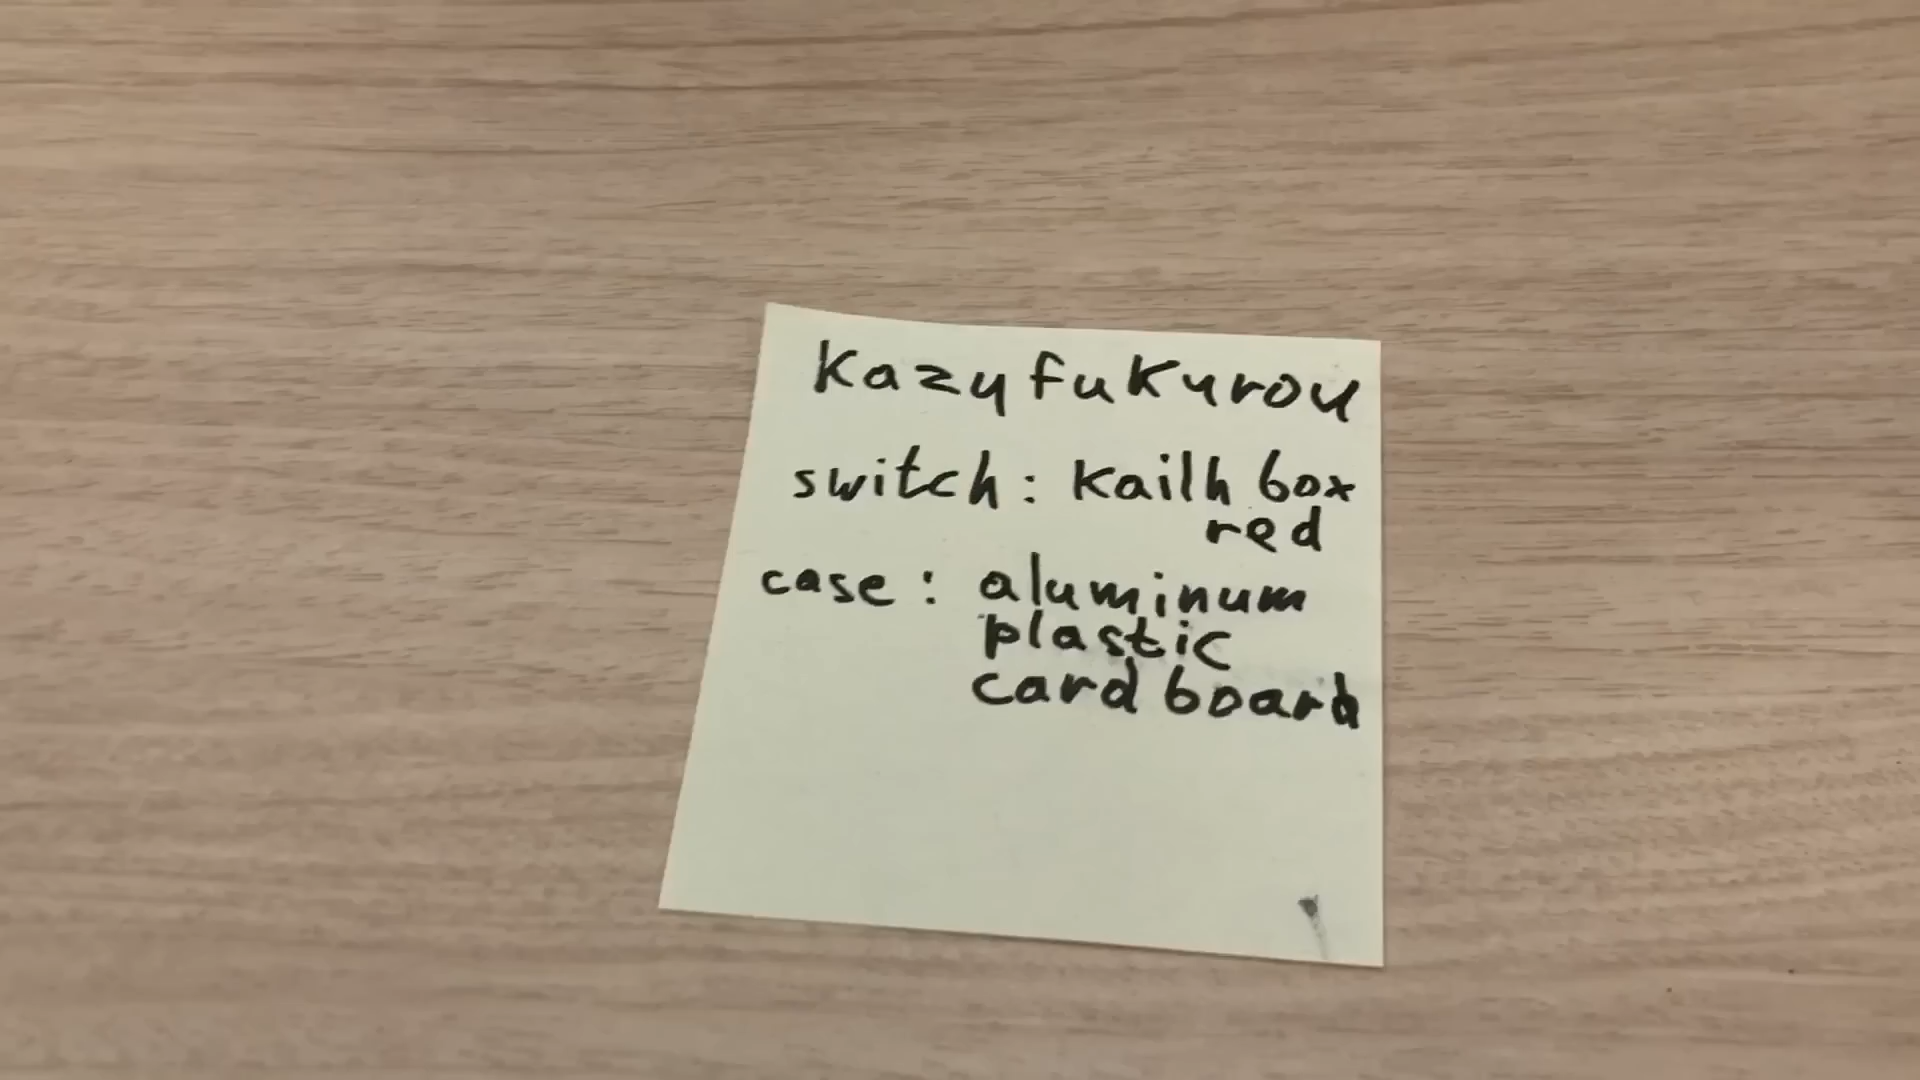 Kazufukurou
switch: Kailh box
red
case: aluminum
plastic
card board